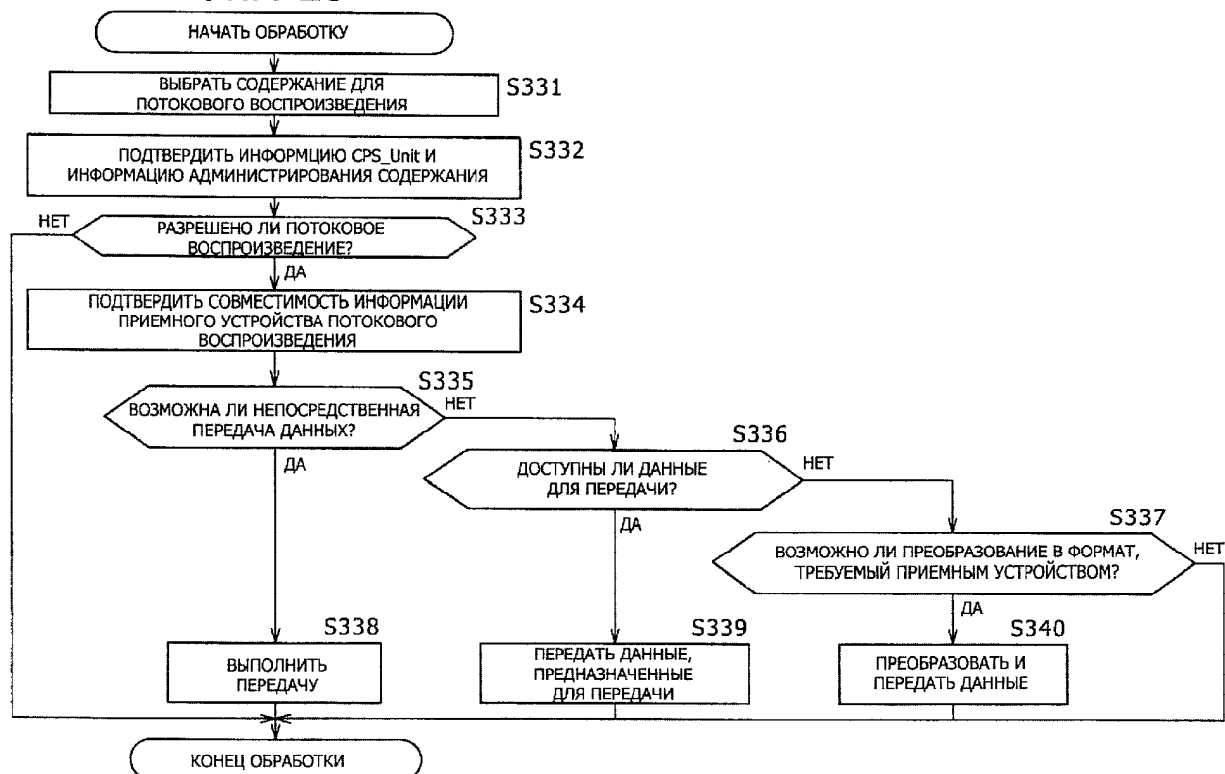 НАЧАТЬ ОБРАБОТКУ
ВЫБРАТЬ СОДЕРЖАНИЕ ДЛЯ
ПОТОКОВОГО ВОСПРОИЗВЕДЕНИЯ
S331
ПОДТВЕРДИТЬ ИНФОРМЦИЮ CPS_Unit И
ИНФОРМАЦИЮ АДМИНИСТРИРОВАНИЯ СОДЕРЖАНИЯ
S332
НЕТ
РАЗРЕШЕНО ЛИ ПОТОКОВОЕ
ВОСПРОИЗВЕДЕНИЕ?
S333
ДА
ПОДТВЕРДИТЬ СОВМЕСТИМОСТЬ ИНФОРМАЦИИ
ПРИЕМНОГО УСТРОЙСТВА ПОТОКОВОГО
ВОСПРОИЗВЕДЕНИЯ
S334
S335
ВОЗМОЖНА ЛИ НЕПОСРЕДСТВЕННАЯ
ПЕРЕДАЧА ДАННЫХ?
НЕТ
ДА
S336
ДОСТУПНЫ ЛИ ДАННЫЕ
ДЛЯ ПЕРЕДАЧИ?
НЕТ
ДА
S337
ВОЗМОЖНО ЛИ ПРЕОБРАЗОВАНИЕ В ФОРМАТ,
ТРЕБУЕМЫЙ ПРИЕМНЫМ УСТРОЙСТВОМ?
НЕТ
ДА
S338
ВЫПОЛНИТЬ
ПЕРЕДАЧУ
S339
ПЕРЕДАТЬ ДАННЫЕ,
ПРЕДНАЗНАЧЕННЫЕ
ДЛЯ ПЕРЕДАЧИ
S340
ПРЕОБРАЗОВАТЬ И
ПЕРЕДАТЬ ДАННЫЕ
КОНЕЦ ОБРАБОТКИ